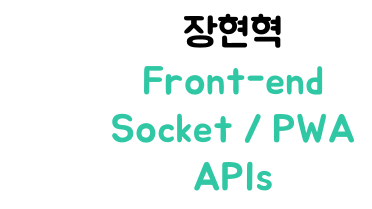 장현혁
Front-end
Socket / PWA
APIs